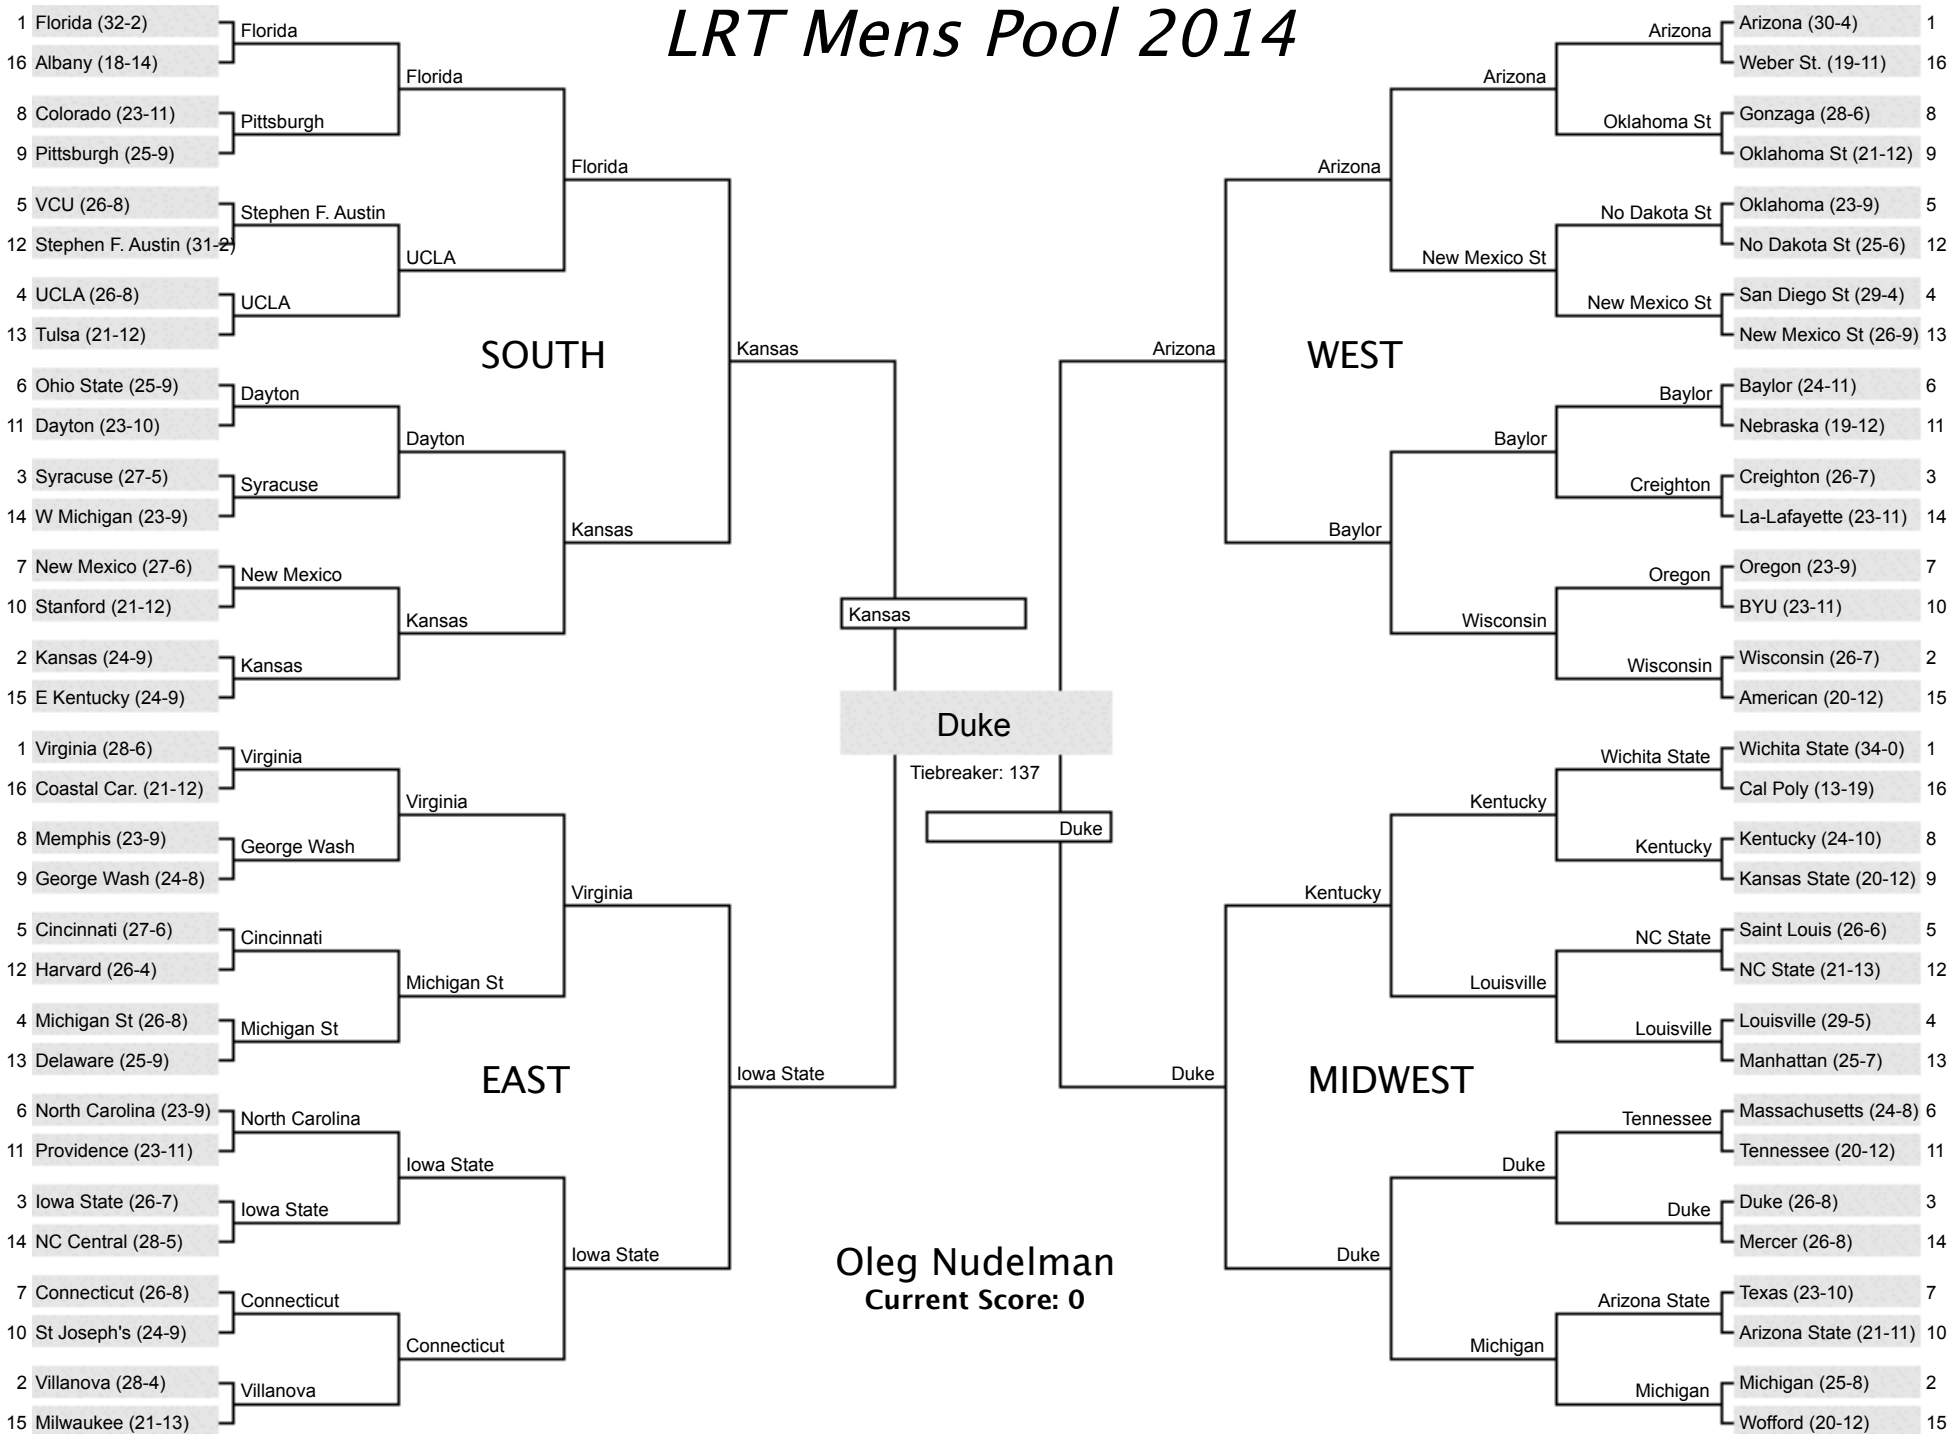 LRT Mens Pool 2014
1 Florida (32-2)
Florida
16 Albany (18-14)
Florida
8 Colorado (23-11)
Pittsburgh
9 Pittsburgh (25-9)
Florida
5 VCU (26-8)
Stephen F. Austin
12 Stephen F. Austin (31-2)
UCLA
4 UCLA (26-8)
UCLA
13 Tulsa (21-12)
SOUTH
Kansas
6 Ohio State (25-9)
Dayton
11 Dayton (23-10)
Dayton
3 Syracuse (27-5)
Syracuse
14 W Michigan (23-9)
Kansas
7 New Mexico (27-6)
New Mexico
10 Stanford (21-12)
Kansas
2 Kansas (24-9)
Kansas
15 E Kentucky (24-9)
1 Virginia (28-6)
Virginia
16 Coastal Car. (21-12)
Virginia
8 Memphis (23-9)
George Wash
9 George Wash (24-8)
Virginia
5 Cincinnati (27-6)
Cincinnati
12 Harvard (26-4)
Michigan St
4 Michigan St (26-8)
Michigan St
13 Delaware (25-9)
EAST
Iowa State
6 North Carolina (23-9)
North Carolina
11 Providence (23-11)
Iowa State
3 Iowa State (26-7)
Iowa State
14 NC Central (28-5)
Iowa State
7 Connecticut (26-8)
Connecticut
10 St Joseph's (24-9)
Connecticut
2 Villanova (28-4)
Villanova
15 Milwaukee (21-13)
Kansas
Duke
Tiebreaker: 137
Duke
Oleg Nudelman
Current Score: 0
Arizona (30-4) 1
Arizona
Weber St. (19-11) 16
Arizona
Gonzaga (28-6) 8
Oklahoma St
Oklahoma St (21-12) 9
Arizona
Oklahoma (23-9) 5
No Dakota St
No Dakota St (25-6) 12
New Mexico St
San Diego St (29-4) 4
New Mexico St
New Mexico St (26-9) 13
Arizona
WEST
Baylor (24-11) 6
Baylor
Nebraska (19-12) 11
Baylor
Creighton (26-7) 3
Creighton
La-Lafayette (23-11) 14
Baylor
Oregon (23-9) 7
Oregon
BYU (23-11) 10
Wisconsin
Wisconsin (26-7) 2
Wisconsin
American (20-12) 15
Wichita State (34-0) 1
Wichita State
Cal Poly (13-19) 16
Kentucky
Kentucky (24-10) 8
Kentucky
Kansas State (20-12) 9
Kentucky
Saint Louis (26-6) 5
NC State
NC State (21-13) 12
Louisville
Louisville (29-5) 4
Louisville
Manhattan (25-7) 13
Duke
MIDWEST
Massachusetts (24-8) 6
Tennessee
Tennessee (20-12) 11
Duke
Duke (26-8) 3
Duke
Mercer (26-8) 14
Duke
Texas (23-10) 7
Arizona State
Arizona State (21-11) 10
Michigan
Michigan (25-8) 2
Michigan
Wofford (20-12) 15